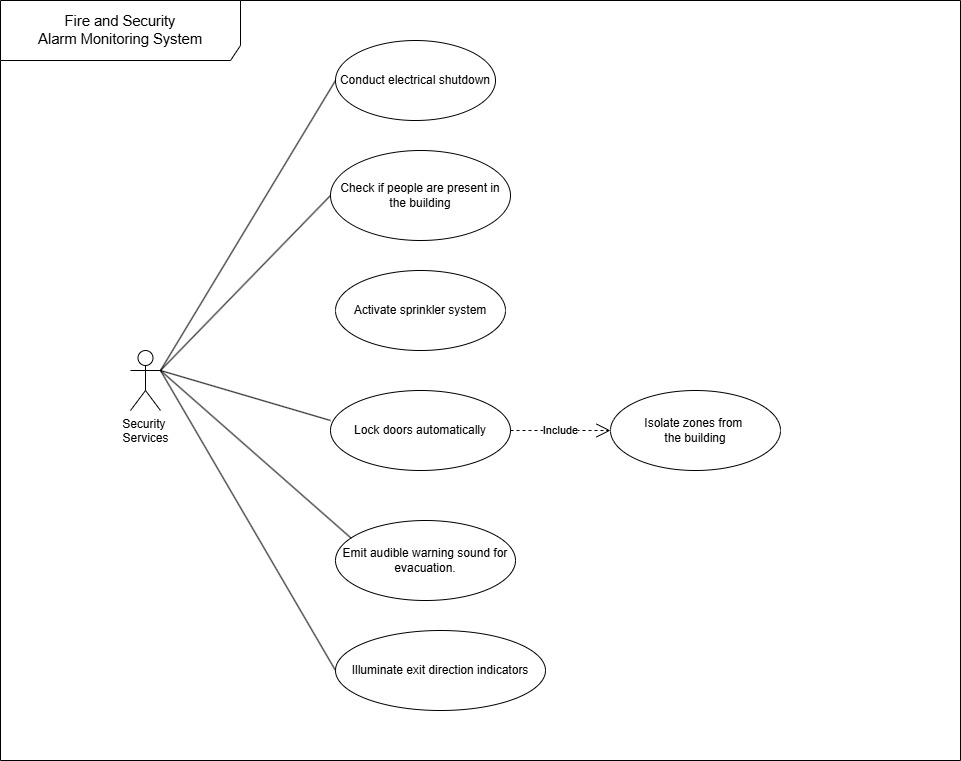 Fire and Security
Alarm Monitoring System
Conduct electrical shutdown
Check if people are present in
the building
Activate sprinkler system
Security
Services
Lock doors automatically
Include
Isolate zones from
the building
Emit audible warning sound for
evacuation.
Illuminate exit direction indicators